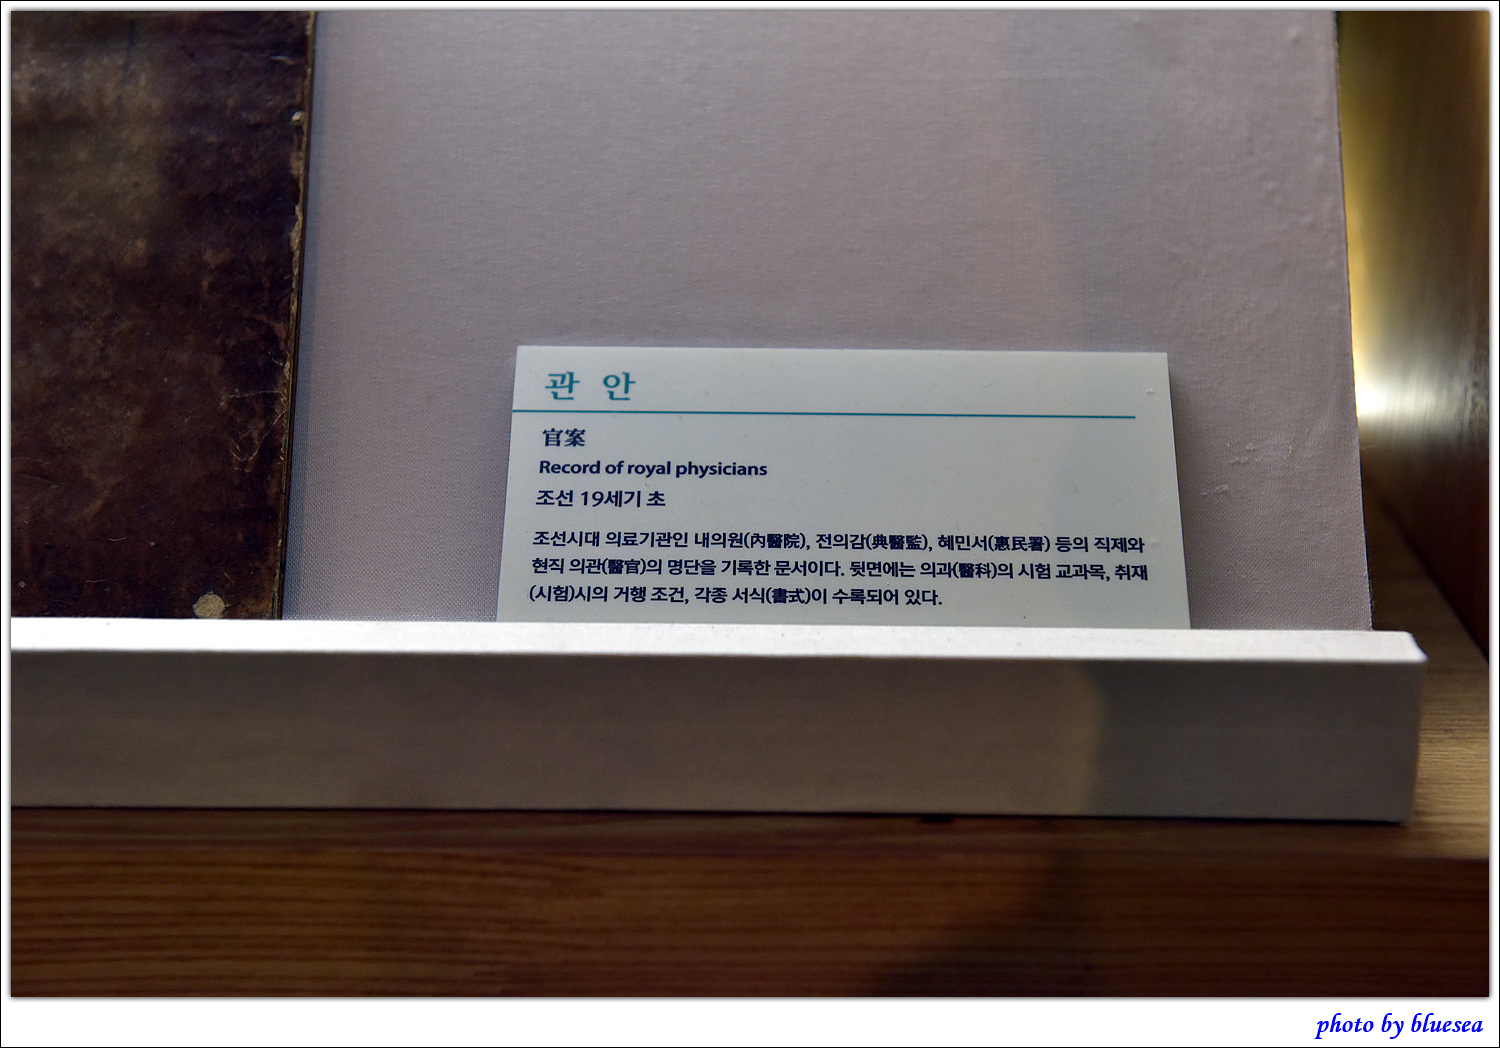 관 안
官案
Record of royal physicians
조선 19세기 초
조선시대 의료기관인 내의원(內醫院), 전의감(典醫監), 혜민서(惠民署) 등의 직제와
현직 의관(醫官)의 명단을 기록한 문서이다. 뒷면에는 의과(醫科)의 시험 교과목, 취재
(시험)시의 거행 조건, 각종 서식(書式)이 수록되어 있다.
photo by bluesea